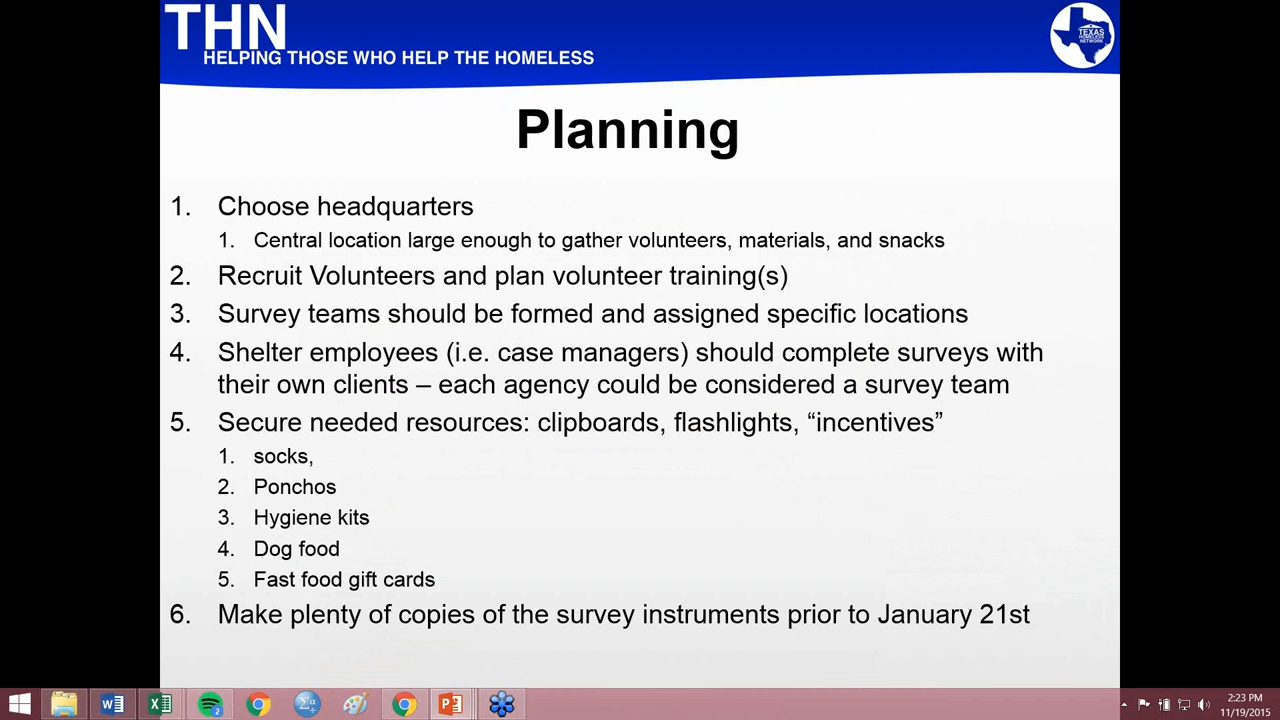 THN
HELPING THOSE WHO HELP THE HOMELESS
TEXAS
HOMELESS
NETWORK
Planning
1. Choose headquarters
1. Central location large enough to gather volunteers, materials, and snacks
2. Recruit Volunteers and plan volunteer training(s)
3. Survey teams should be formed and assigned specific locations
4. Shelter employees (i.e. case managers) should complete surveys with
their own clients – each agency could be considered a survey team
5. Secure needed resources: clipboards, flashlights, “incentives”
1. socks,
2. Ponchos
3. Hygiene kits
4. Dog food
5. Fast food gift cards
6. Make plenty of copies of the survey instruments prior to January 21st
2:23 PM
11/19/2015